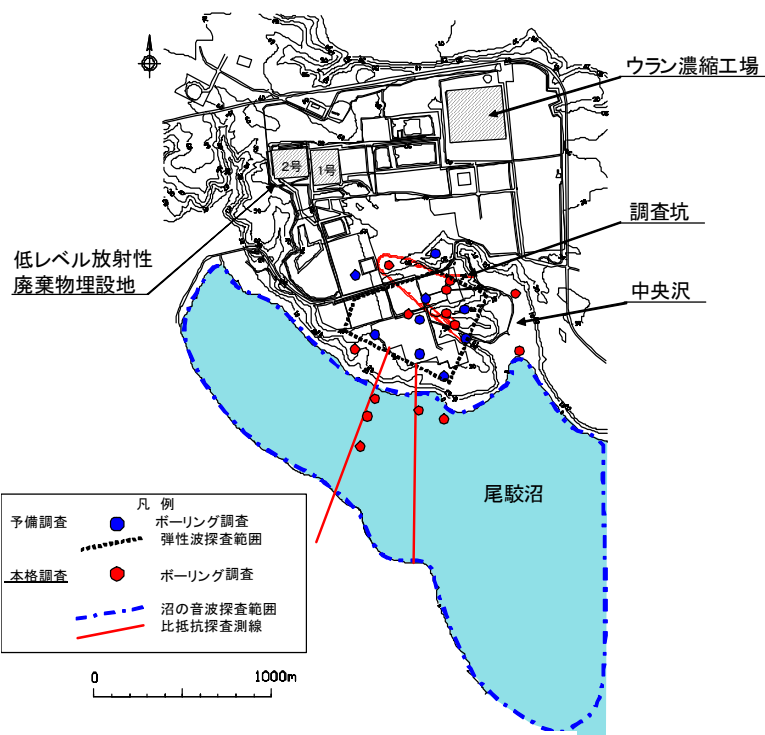 ウラン濃縮工場
2号
1号
調査坑
低レベル放射性
廃棄物埋設地
中央沢
尾駮沼
凡 例
予備調査
ボーリング調査
弾性波探査範囲
本格調査
ボーリング調査
沼の音波探査範囲
比抵抗探査測線
0
1000m